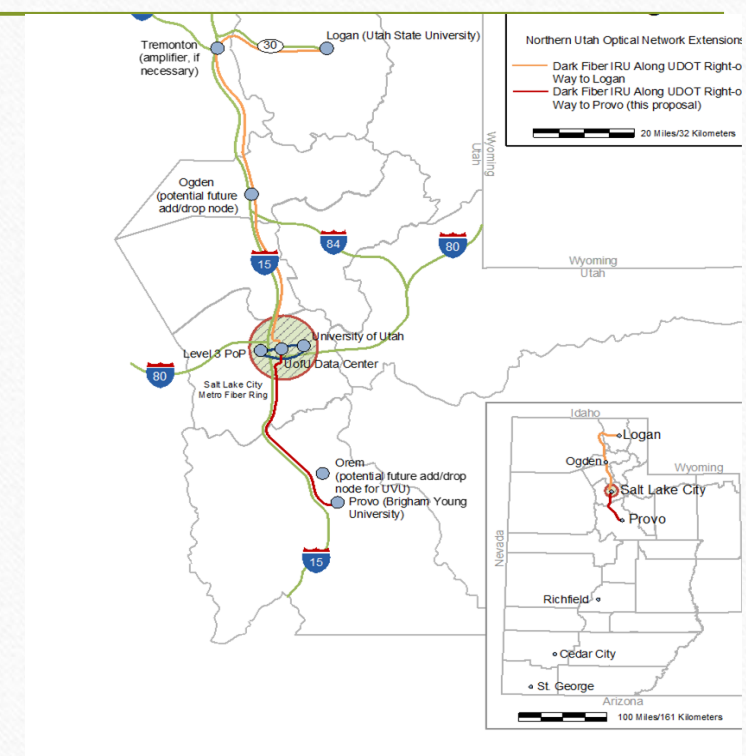 Northern Utah Optical Network Extensions
Dark Fiber IRU Along UDOT Right-o
Way to Logan
Dark Fiber IRU Along UDOT Right-o
Way to Provo (this proposal)
20 Miles/32 Kilometers
Tremonton
(amplifier, if
necessary)
30
Logan (Utah State University)
Wyoming
Utah
Ogden
(potential future
add/drop node)
84
80
15
Wyoming
Utah
University of Utah
Level 3 PoP
UofU Data Center
80
Salt Lake City
Metro Fiber Ring
Orem
(potential future add/drop
node for UVU)
Provo (Brigham Young
University)
15
Idaho
Logan
Ogden
Wyoming
Salt Lake City
Provo
Nevada
Richfield
Cedar City
St. George
Arizona
100 Miles/161 Kilometers